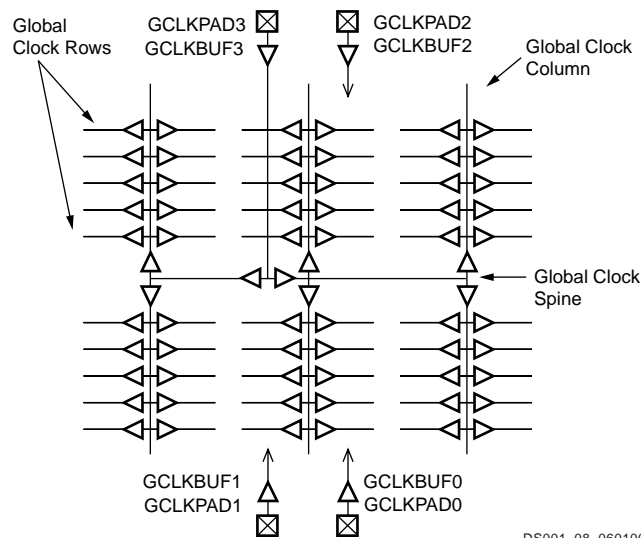 Global
Clock Rows
GCLKPAD3
GCLKBUF3
GCLKPAD2
GCLKBUF2
Global Clock
Column
Global Clock
Spine
GCLKBUF1
GCLKPAD1
GCLKBUF0
GCLKPAD0